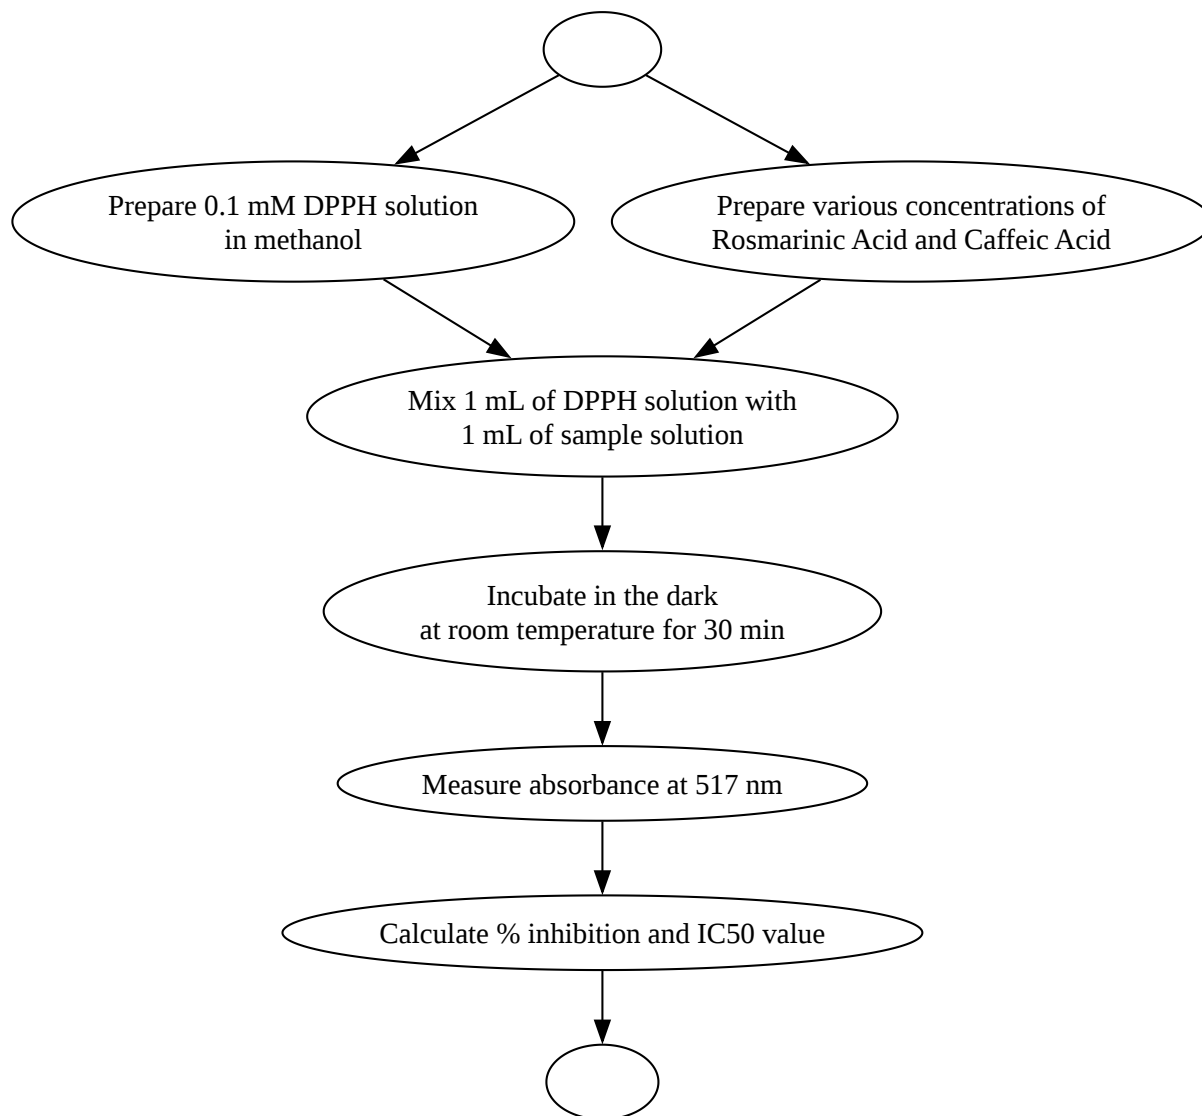 Prepare 0.1 mM DPPH solution
in methanol
Prepare various concentrations of
Rosmarinic Acid and Caffeic Acid
Mix 1 mL of DPPH solution with
1 mL of sample solution
Incubate in the dark
at room temperature for 30 min
Measure absorbance at 517 nm
Calculate % inhibition and IC50 value